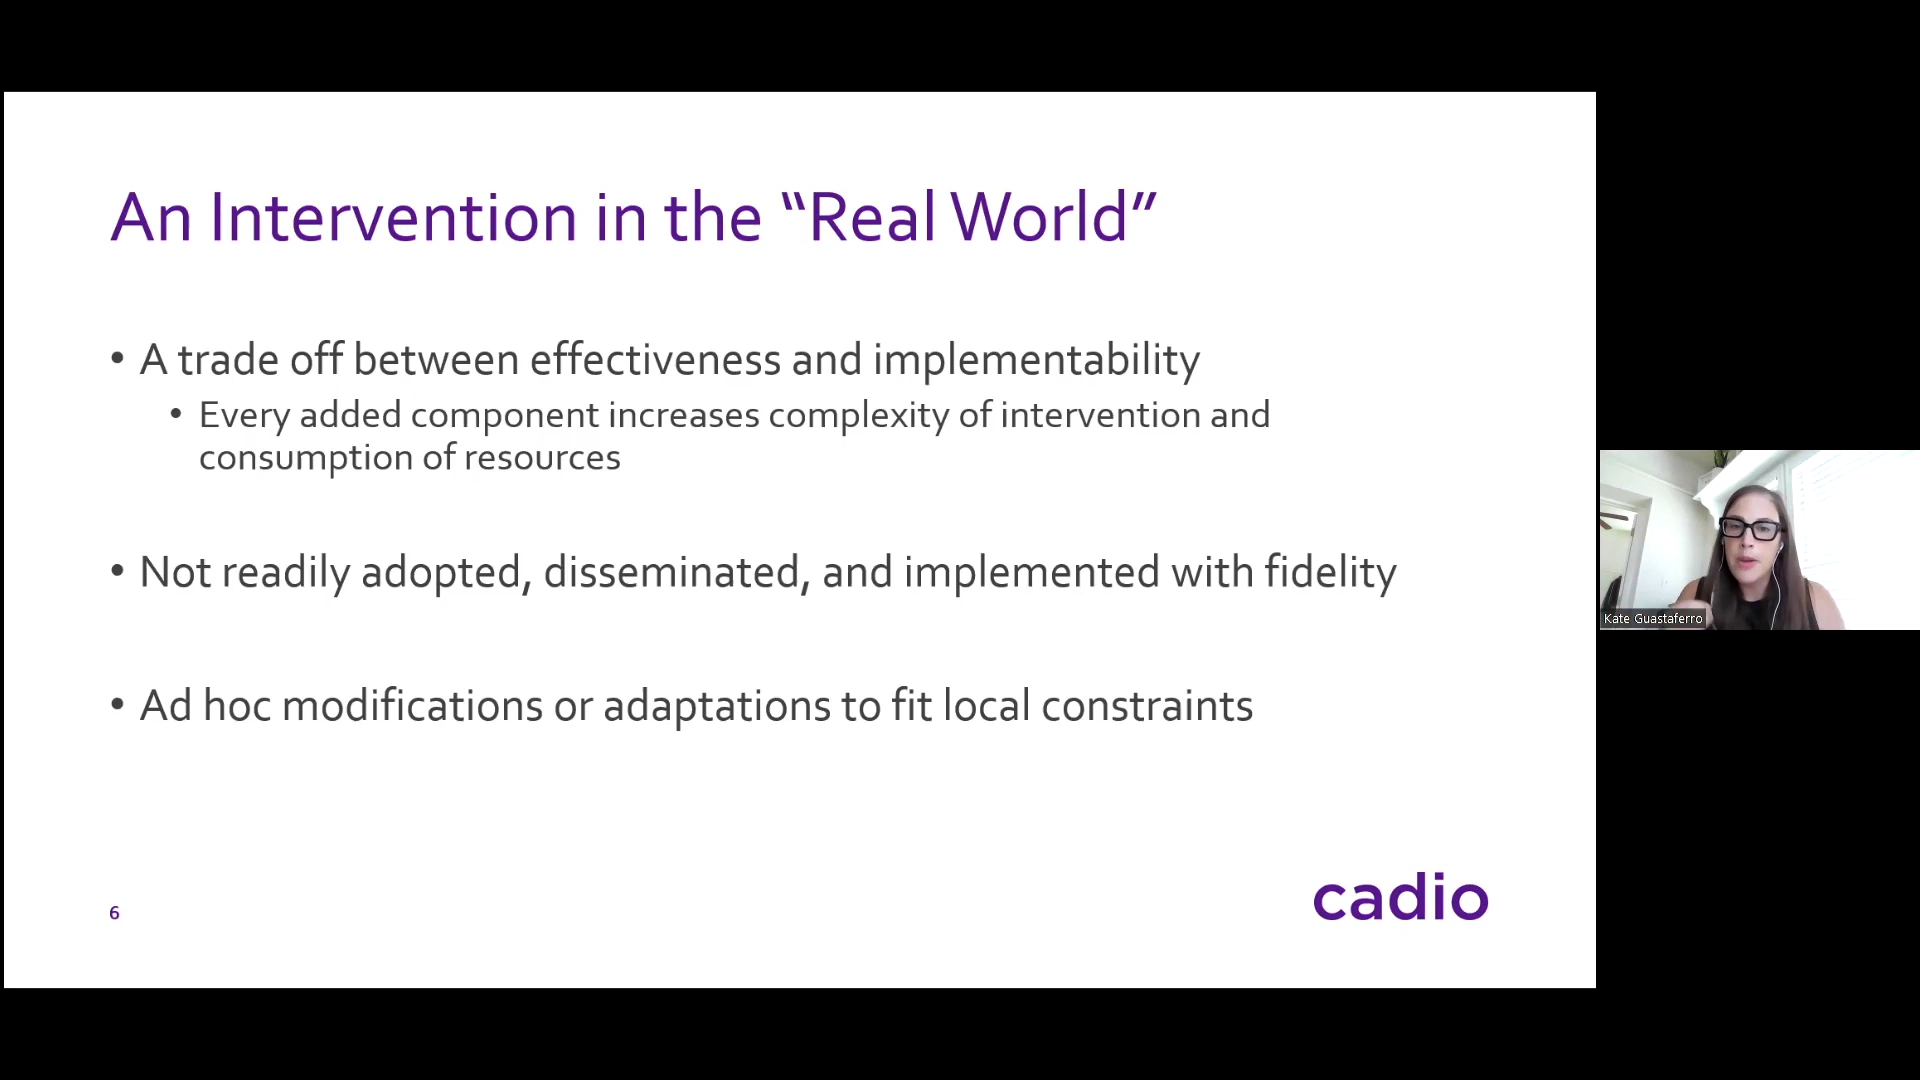 An Intervention in the “Real World”
• A trade off between effectiveness and implementability
• Every added component increases complexity of intervention and
consumption of resources
• Not readily adopted, disseminated, and implemented with fidelity
• Ad hoc modifications or adaptations to fit local constraints
6
cadio
Kate Guastaferro